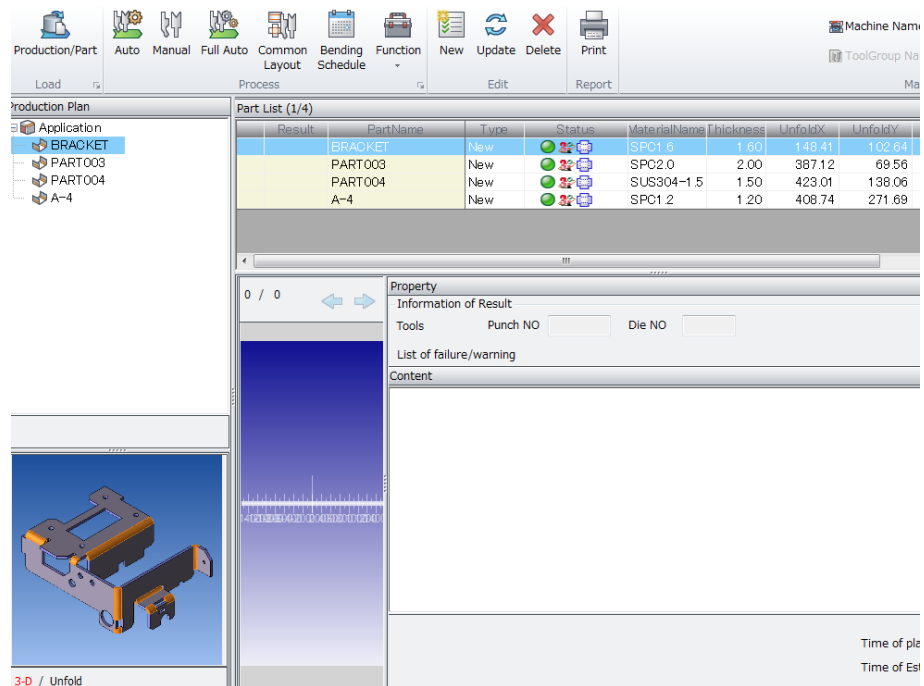 Production/Part
Auto
Manual
Full Auto
Common Layout
Bending Schedule
Function
New
Update
Delete
Print
Machine Name
ToolGroup Na
Load
Process
Edit
Report
Ma
Production Plan
Application
BRACKET
PART003
PART004
A-4
Part List (1/4)
Result PartName Type Status MaterialName Thickness UnfoldX UnfoldY
BRACKET New SPC1.6 1.60 148.41 102.64
PART003 New SPC2.0 2.00 387.12 69.56
PART004 New SUS304-1.5 1.50 423.01 138.06
A-4 New SPC1.2 1.20 408.74 271.69
0 / 0
Property
Information of Result
Tools Punch NO Die NO
List of failure/warning
Content
Time of pla
Time of Est
3-D / Unfold